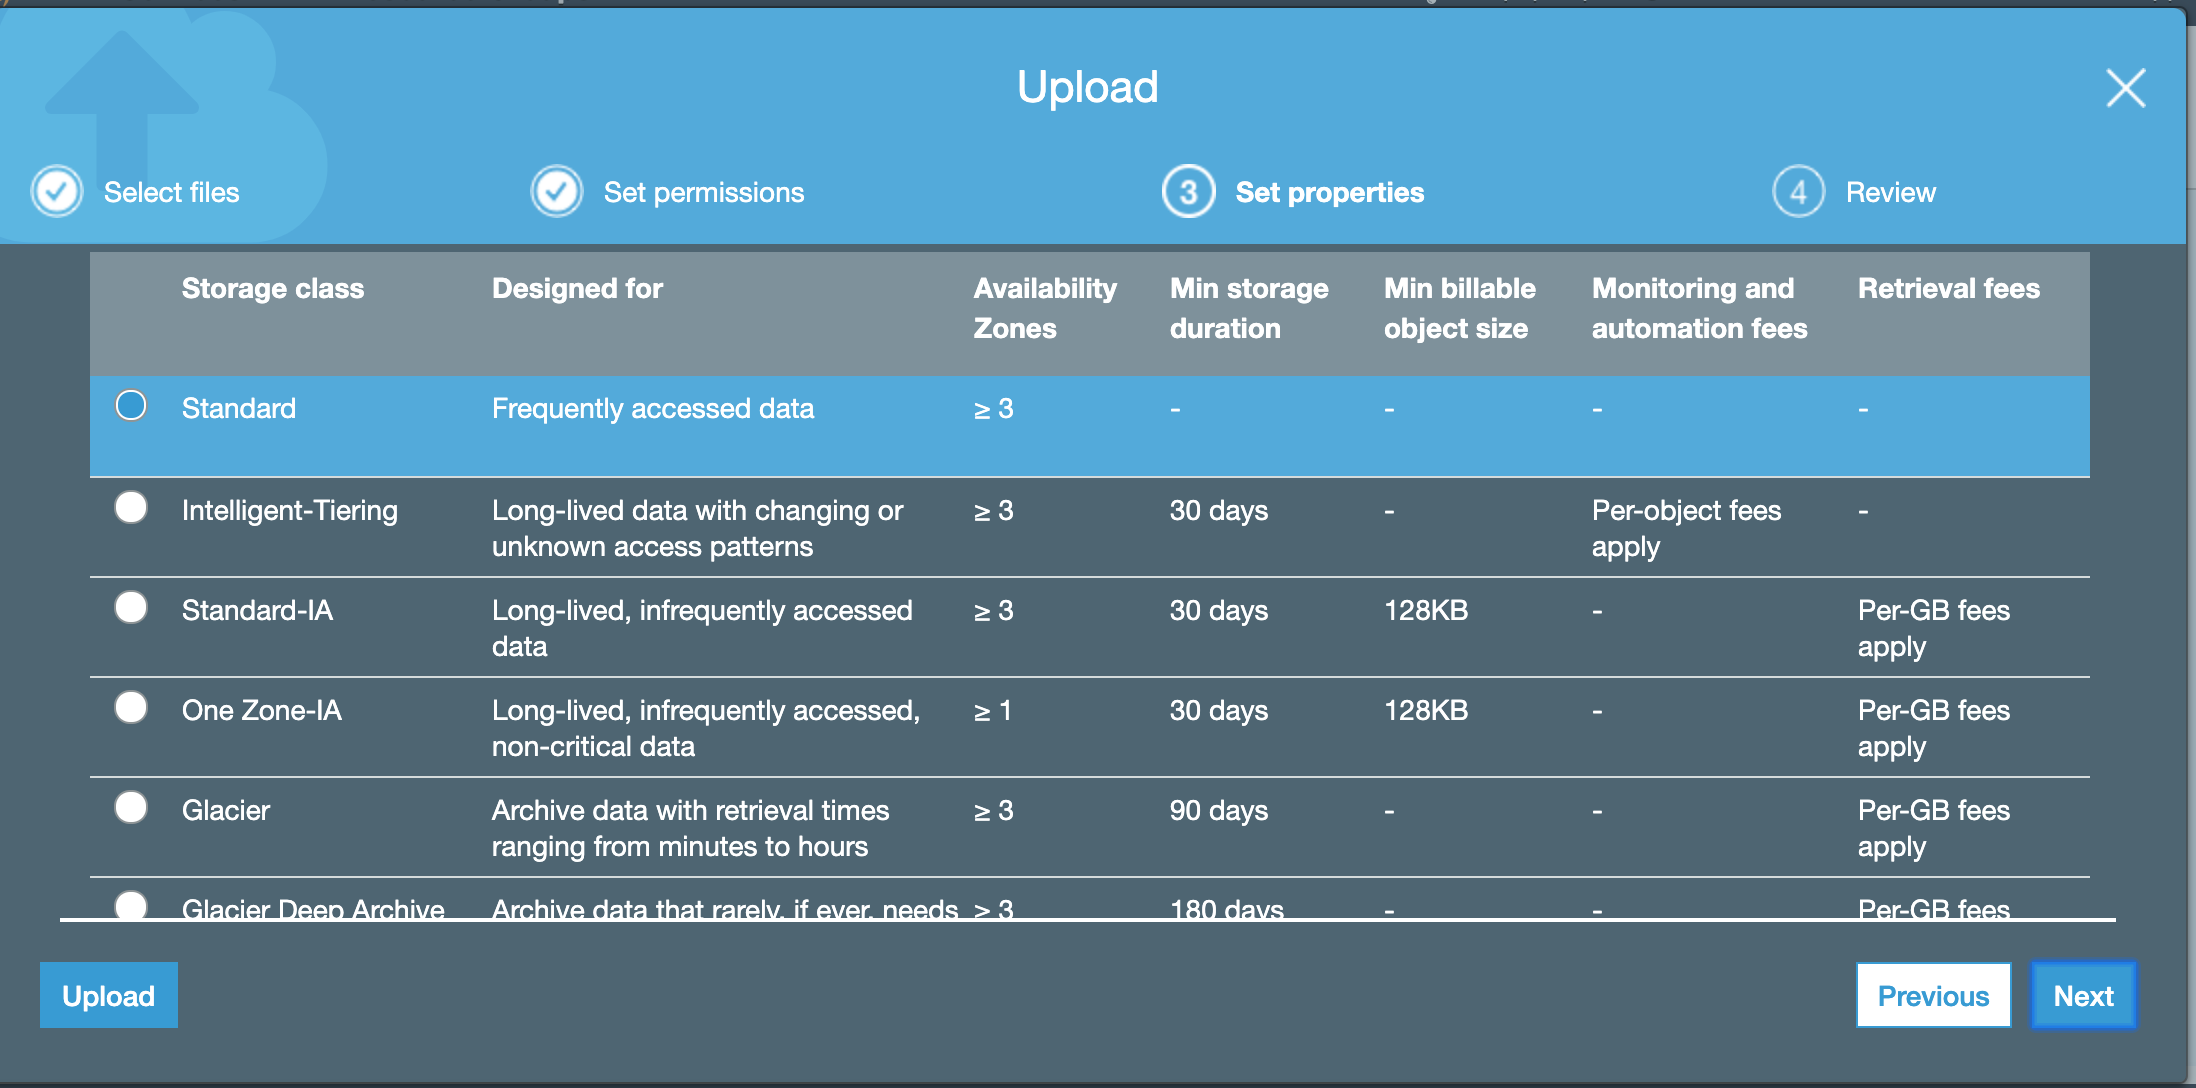 Upload
Select files
Set permissions
3 Set properties
4 Review
Storage class Designed for Availability Min storage Min billable Monitoring and Retrieval fees
Zones duration object size automation fees
Standard Frequently accessed data ≥ 3 - - - -
Intelligent-Tiering Long-lived data with changing or ≥ 3 30 days - Per-object fees -
unknown access patterns apply
Standard-IA Long-lived, infrequently accessed ≥ 3 30 days 128KB - Per-GB fees
data apply
One Zone-IA Long-lived, infrequently accessed, ≥ 1 30 days 128KB - Per-GB fees
non-critical data apply
Glacier Archive data with retrieval times ≥ 3 90 days - - Per-GB fees
ranging from minutes to hours apply
Glacier Deep Archive Archive data that rarely, if ever, needs ≥ 3 180 days - - Per-GB fees
Upload Previous Next